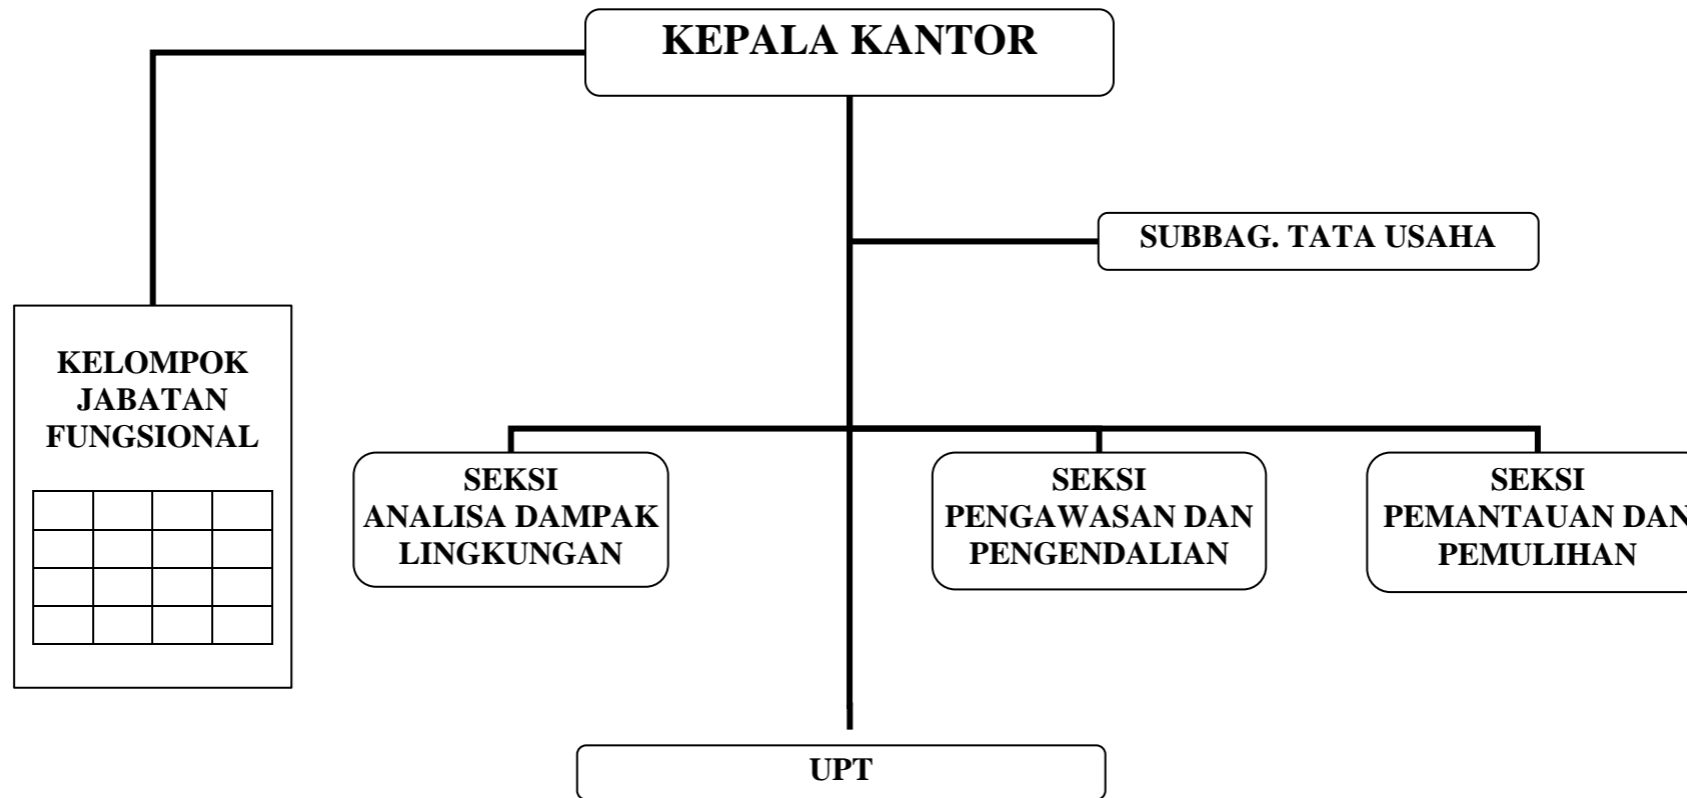 KEPALA KANTOR
SUBBAG. TATA USAHA
KELOMPOK
JABATAN
FUNGSIONAL
SEKSI
ANALISA DAMPAK
LINGKUNGAN
SEKSI
PENGAWASAN DAN
PENGENDALIAN
SEKSI
PEMANTAUAN DAN
PEMULIHAN
UPT